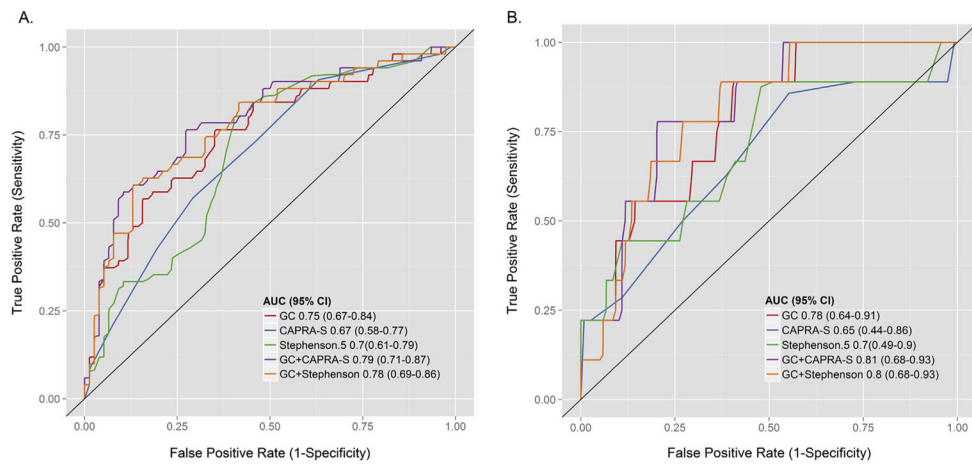 A.
True Positive Rate (Sensitivity)
1.00
0.75
0.50
0.25
0.00
AUC (95% CI)
GC 0.75 (0.67-0.84)
CAPRA-S 0.67 (0.58-0.77)
Stephenson.5 0.7(0.61-0.79)
GC+CAPRA-S 0.79 (0.71-0.87)
GC+Stephenson 0.78 (0.69-0.86)
0.00 0.25 0.50 0.75 1.00
False Positive Rate (1-Specificity)
B.
True Positive Rate (Sensitivity)
1.00
0.75
0.50
0.25
0.00
AUC (95% CI)
GC 0.78 (0.64-0.91)
CAPRA-S 0.65 (0.44-0.86)
Stephenson.5 0.7(0.49-0.9)
GC+CAPRA-S 0.81 (0.68-0.93)
GC+Stephenson 0.8 (0.68-0.93)
0.00 0.25 0.50 0.75 1.00
False Positive Rate (1-Specificity)